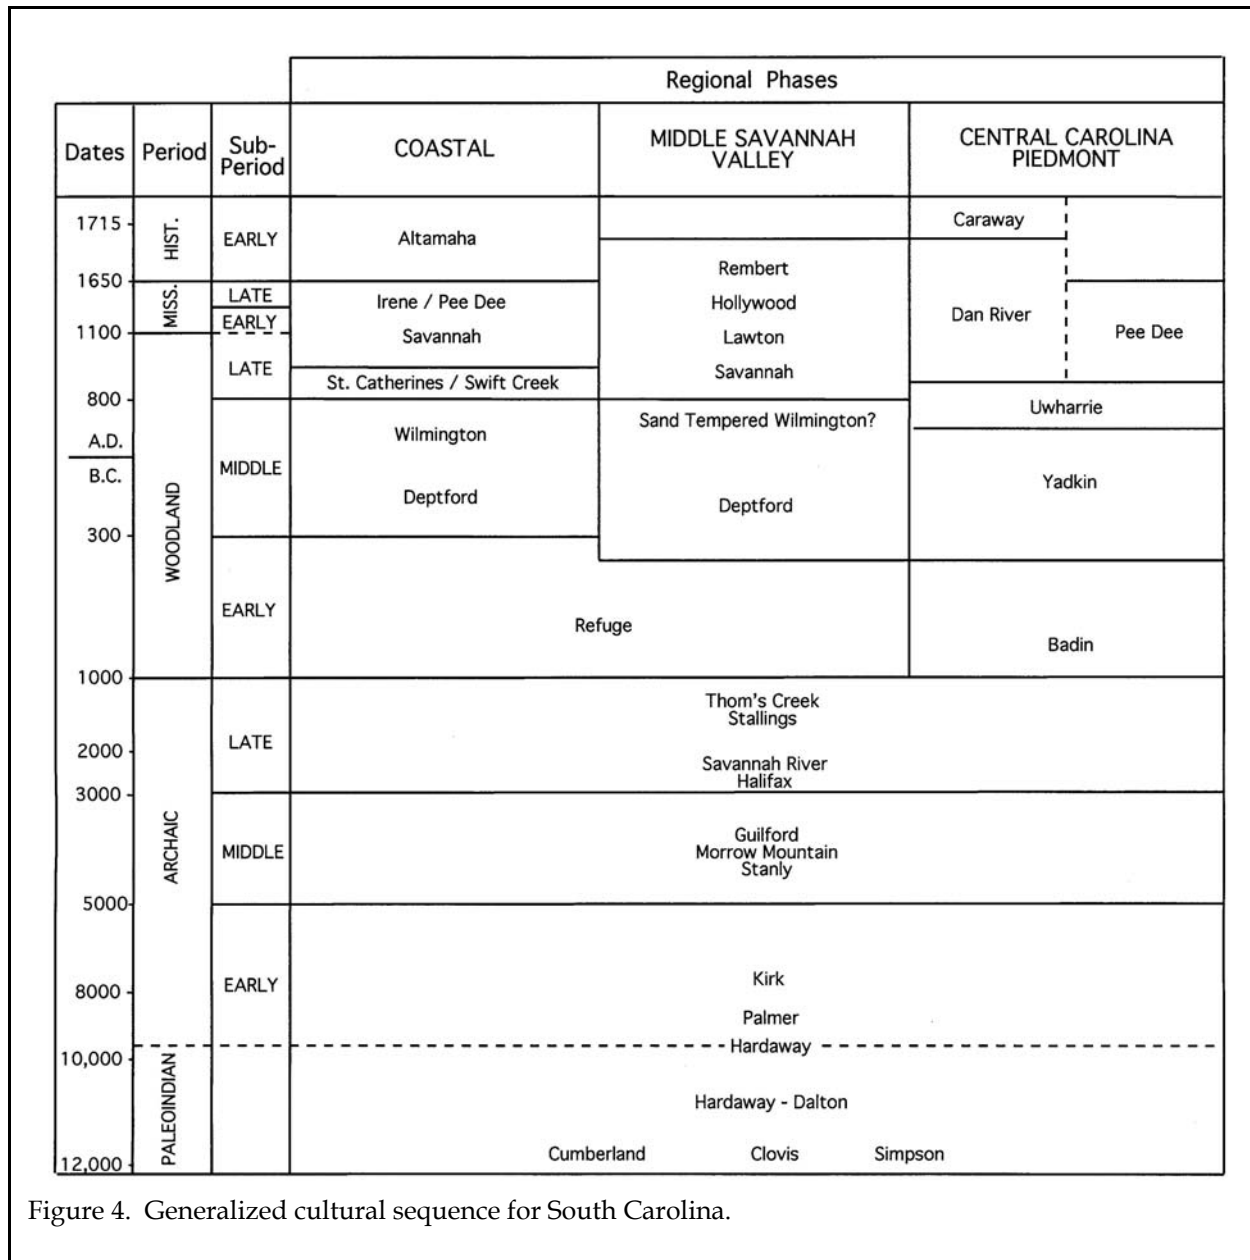 Regional Phases
Dates
Period
Sub-
Period
COASTAL
MIDDLE SAVANNAH
VALLEY
CENTRAL CAROLINA
PIEDMONT
1715
HIST.
EARLY
Altamaha
Caraway
1650
MISS.
LATE
Irene / Pee Dee
Rembert
Hollywood
Dan River
EARLY
1100
Savannah
Lawton
Pee Dee
LATE
St. Catherines / Swift Creek
Savannah
800
Uwharrie
A.D.
Wilmington
Sand Tempered Wilmington?
B.C.
WOODLAND
MIDDLE
Deptford
Deptford
Yadkin
300
EARLY
Refuge
Badin
1000
Thom's Creek
Stallings
2000
LATE
Savannah River
Halifax
3000
ARCHAIC
MIDDLE
Guilford
Morrow Mountain
Stanly
5000
8000
EARLY
Kirk
Palmer
Hardaway
10,000
PALEOINDIAN
Hardaway - Dalton
Cumberland
Clovis
Simpson
12,000
Figure 4. Generalized cultural sequence for South Carolina.